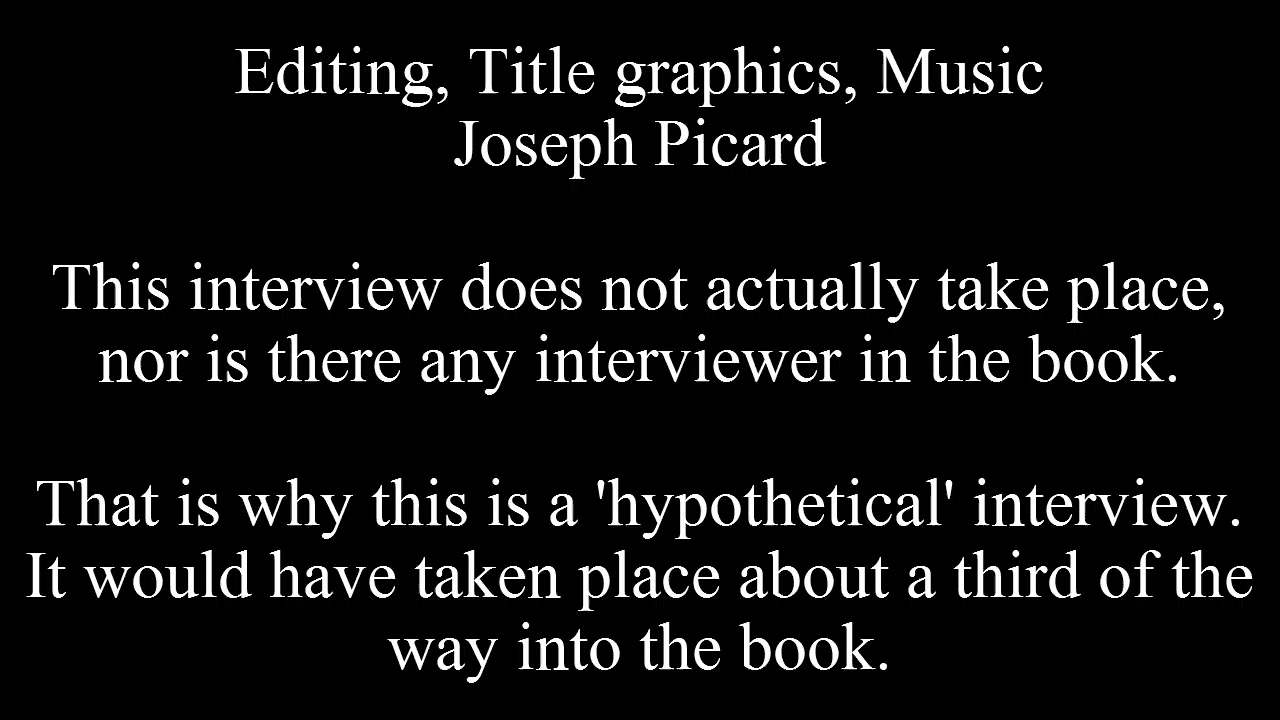 Editing, Title graphics, Music
Joseph Picard
This interview does not actually take place,
nor is there any interviewer in the book.
That is why this is a 'hypothetical' interview.
It would have taken place about a third of the
way into the book.